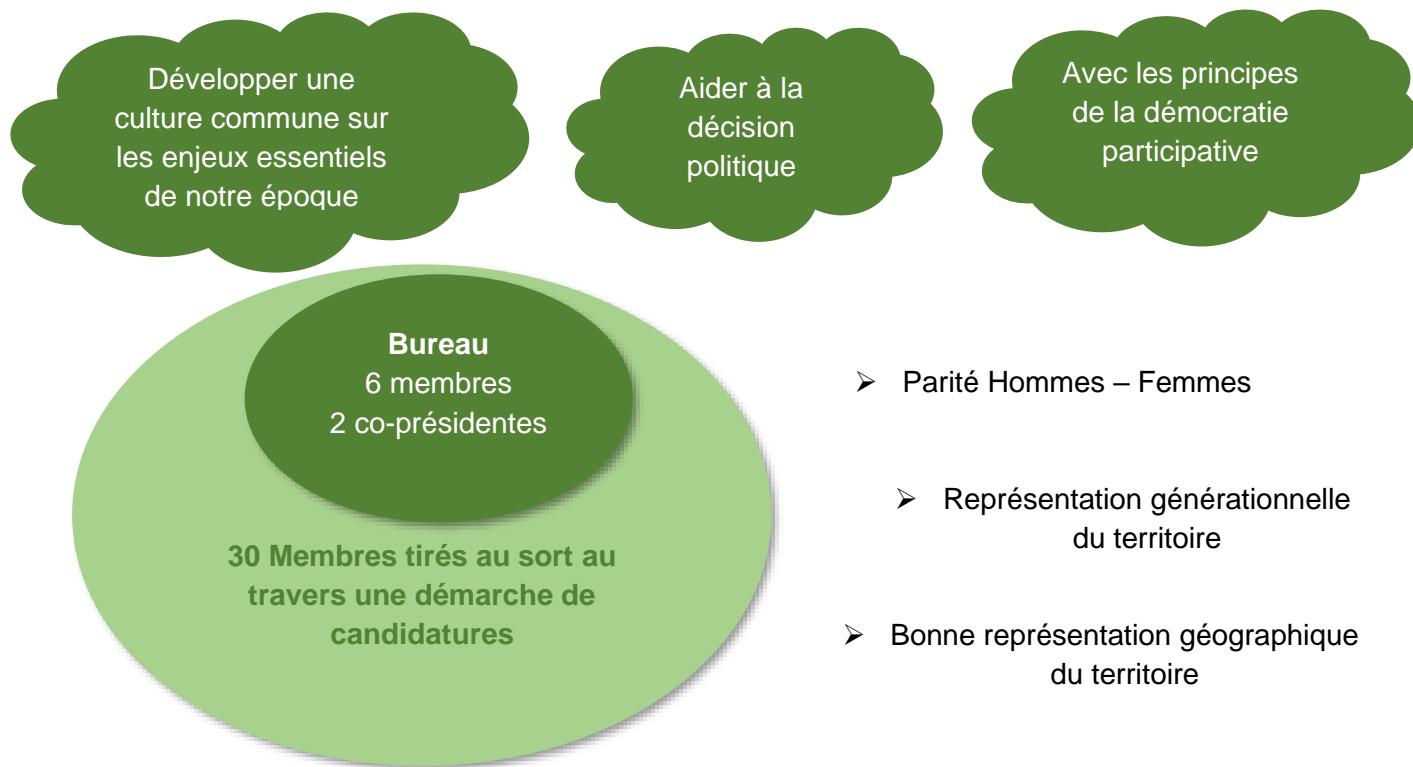 Développer une
culture commune sur
les enjeux essentiels
de notre époque
Aider à la
décision
politique
Avec les principes
de la démocratie
participative
Bureau
6 membres
2 co-présidentes
30 Membres tirés au sort au
travers une démarche de
candidatures
➢ Parité Hommes – Femmes
➢ Représentation générationnelle
du territoire
➢ Bonne représentation géographique
du territoire